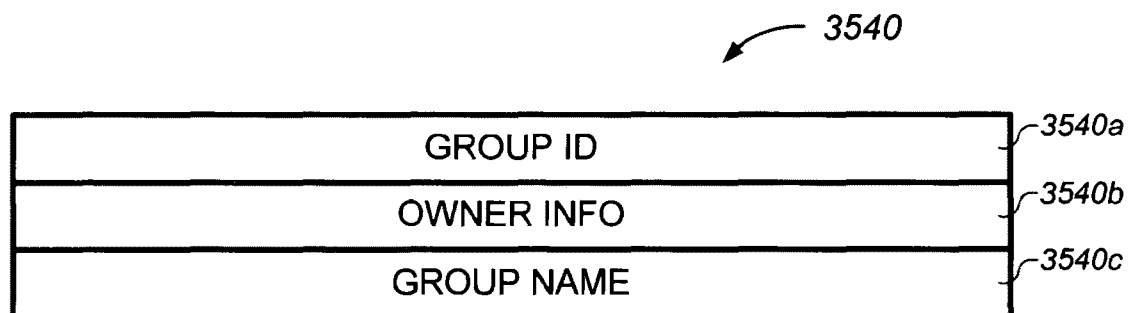 3540
GROUP ID 3540a
OWNER INFO 3540b
GROUP NAME 3540c